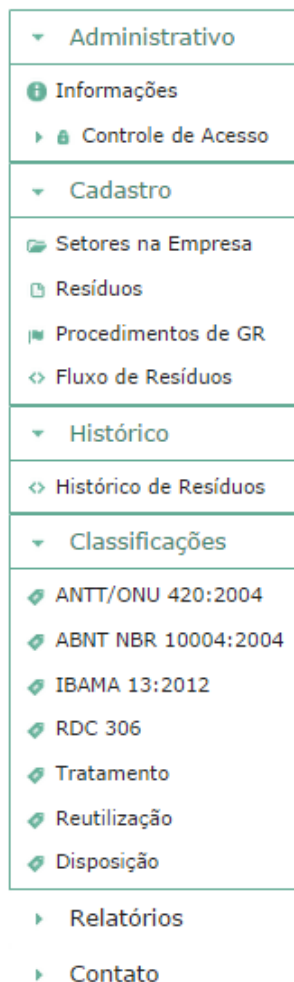 Administrativo
Informações
Controle de Acesso
Cadastro
Setores na Empresa
Resíduos
Procedimentos de GR
Fluxo de Resíduos
Histórico
Histórico de Resíduos
Classificações
ANTT/ONU 420:2004
ABNT NBR 10004:2004
IBAMA 13:2012
RDC 306
Tratamento
Reutilização
Disposição
Relatórios
Contato